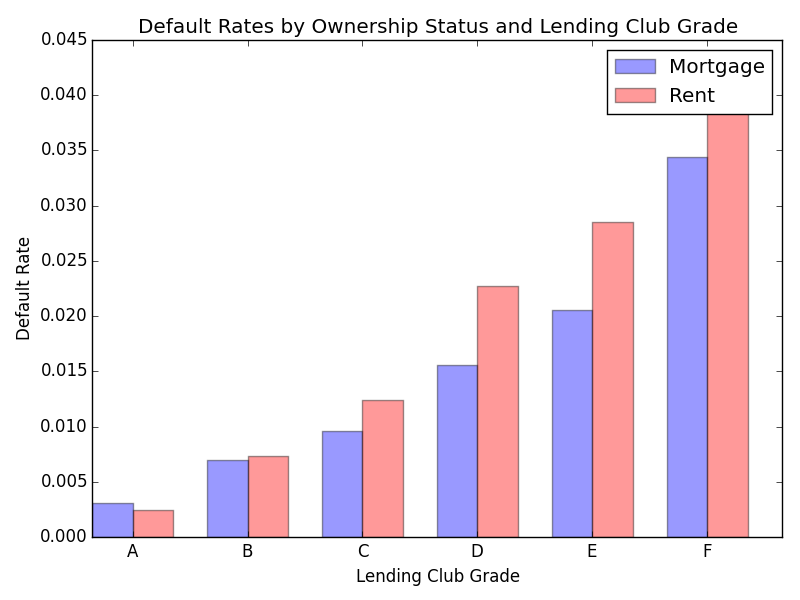 Default Rates by Ownership Status and Lending Club Grade
Mortgage
Rent
0.045
0.040
0.035
0.030
0.025
0.020
0.015
0.010
0.005
0.000
Default Rate
A B C D E F
Lending Club Grade